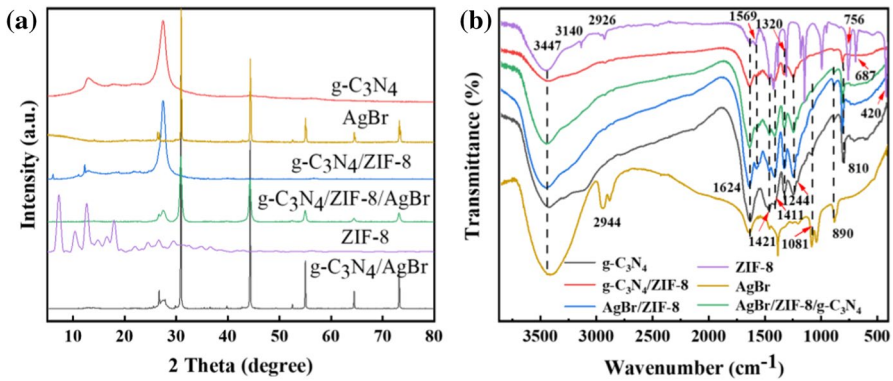 (a)
Intensity (a.u.)
g-C₃N₄
AgBr
g-C₃N₄/ZIF-8
g-C₃N₄/ZIF-8/AgBr
ZIF-8
g-C₃N₄/AgBr
10 20 30 40 50 60 70 80
2 Theta (degree)
(b)
Transmittance (%)
3447
3140
2926
1569
1320
756
687
420
810
2944
1624
1421
1411
1244
1081
890
g-C₃N₄
g-C₃N₄/ZIF-8
AgBr/ZIF-8
ZIF-8
AgBr
AgBr/ZIF-8/g-C₃N₄
3500 3000 2500 2000 1500 1000 500
Wavenumber (cm⁻¹)